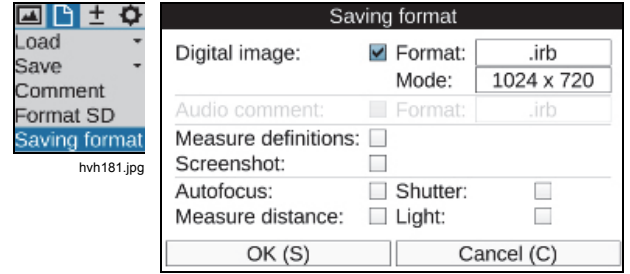 Load
Save
Comment
Format SD
Saving format
hvh181.jpg
Saving format
Digital image: Format: .irb
Mode: 1024 x 720
Audio comment: Format: .irb
Measure definitions:
Screenshot:
Autofocus: Shutter:
Measure distance: Light:
OK (S) Cancel (C)